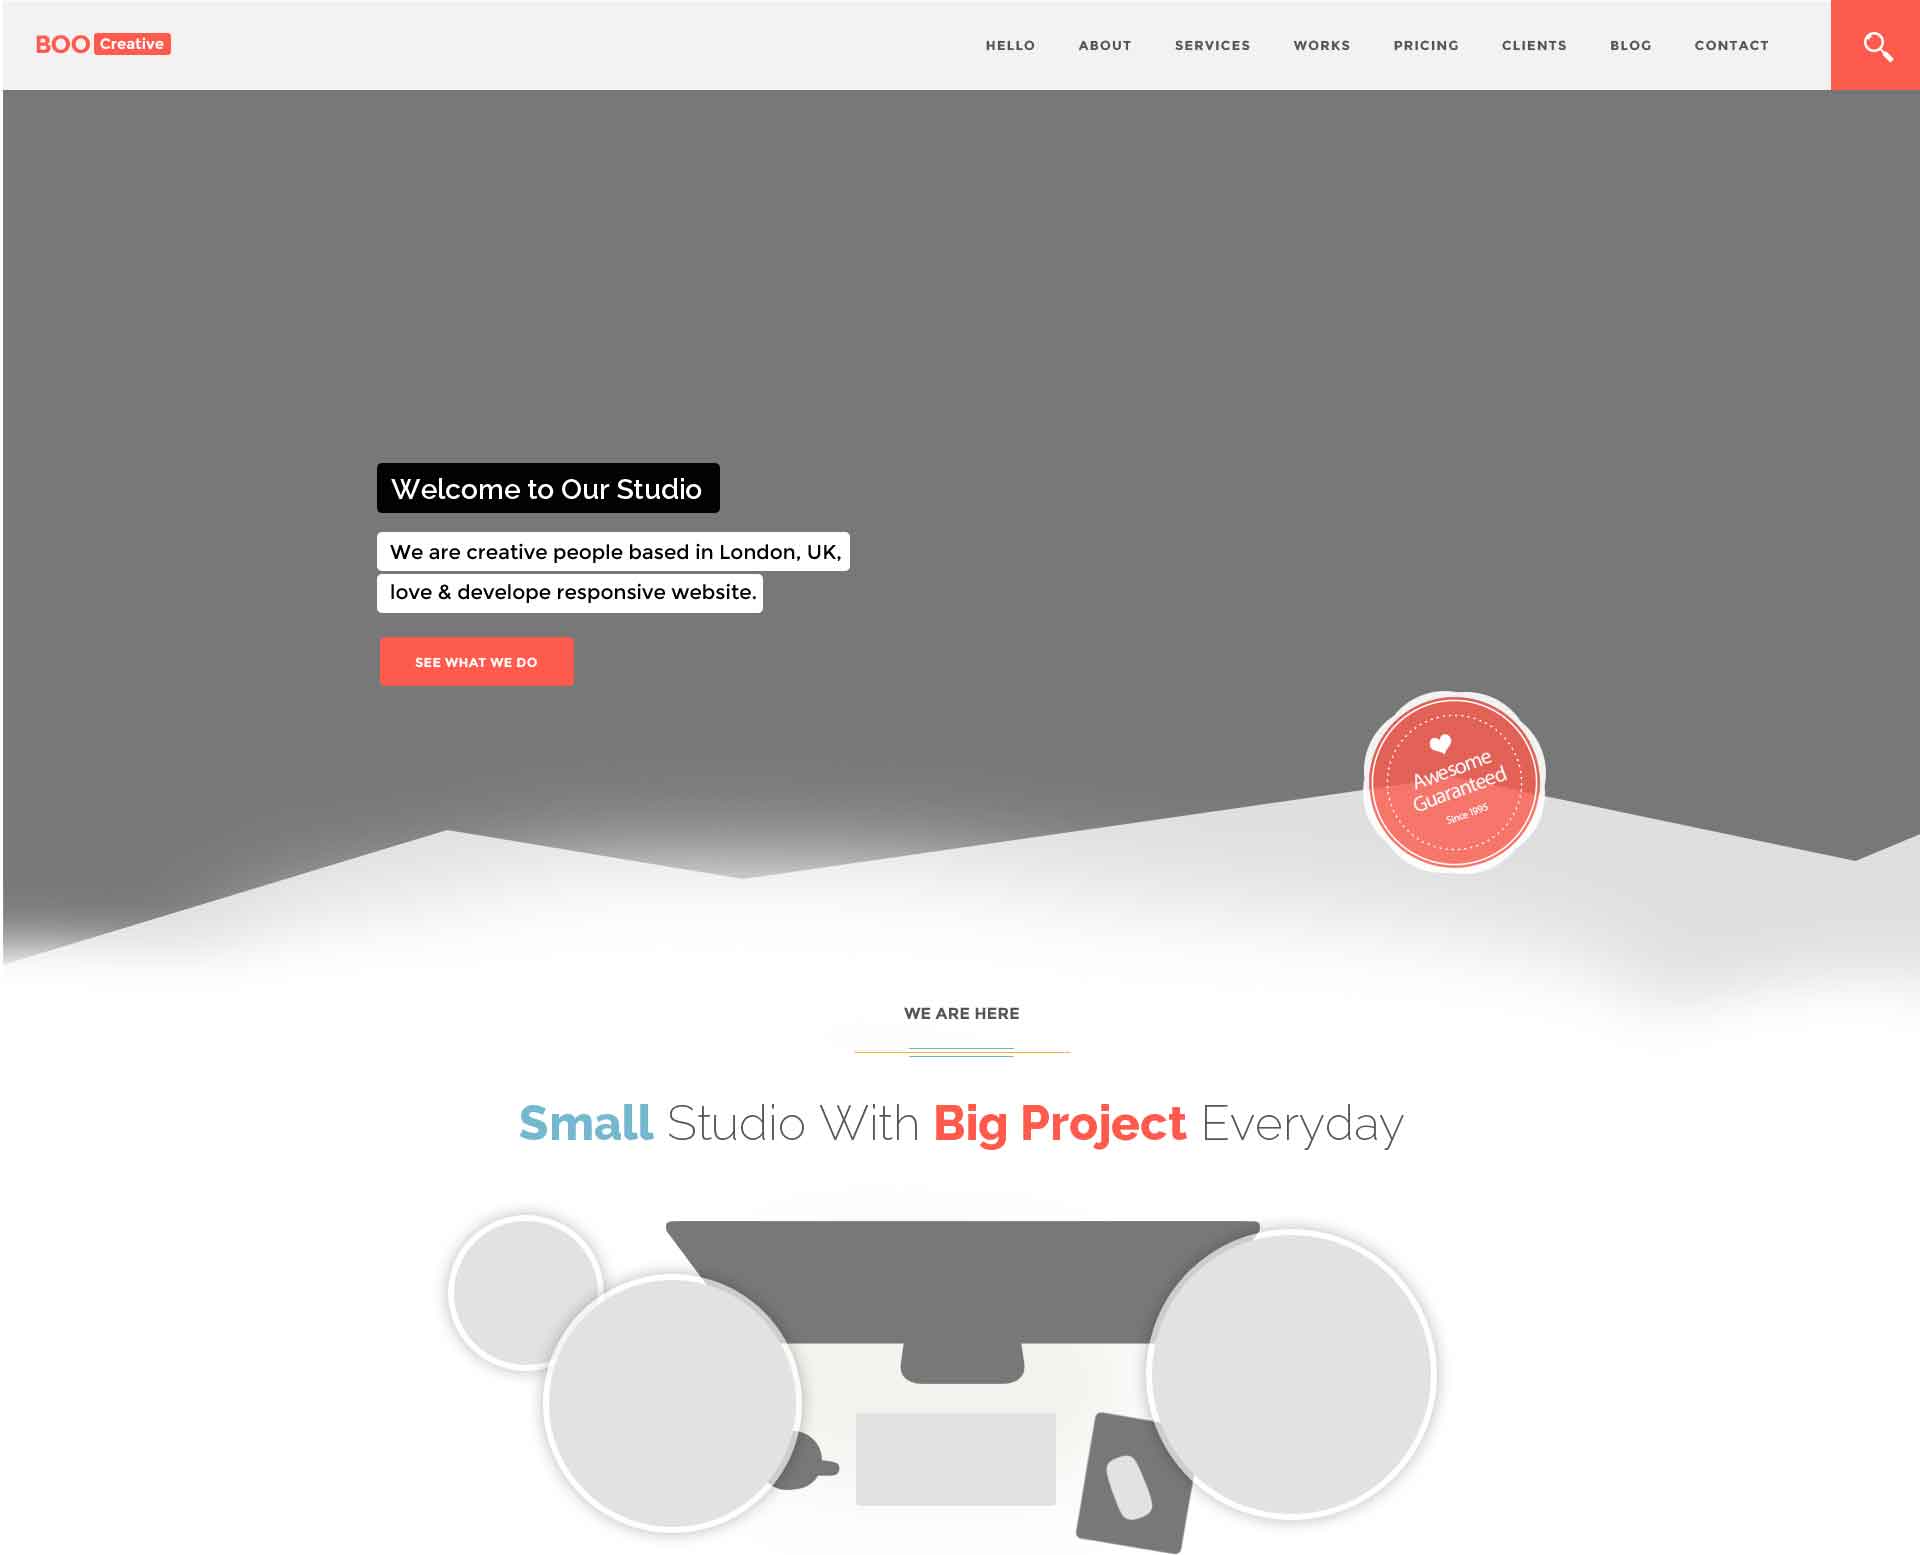 BOO Creative
HELLO ABOUT SERVICES WORKS PRICING CLIENTS BLOG CONTACT
Welcome to Our Studio
We are creative people based in London, UK,
love & develope responsive website.
SEE WHAT WE DO
Awesome
Guaranteed
Since 1995
WE ARE HERE
Small Studio With Big Project Everyday